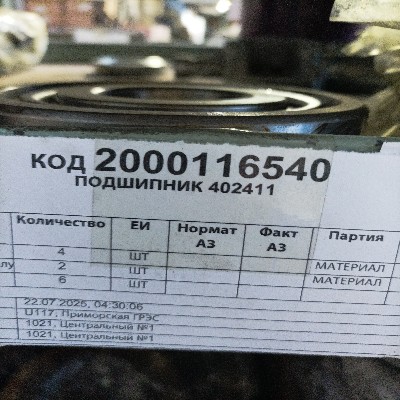 код 2000116540
ПОДШИПНИК 402411
Количество ЕИ Нормат АЗ Факт АЗ Партия
4 ШТ
лу 2 ШТ МАТЕРИАЛ
6 ШТ МАТЕРИАЛ
22.07.2025, 04:30:06
U117, Приморская ГРЭС
1021, Центральный №1
1021, Центральный №1